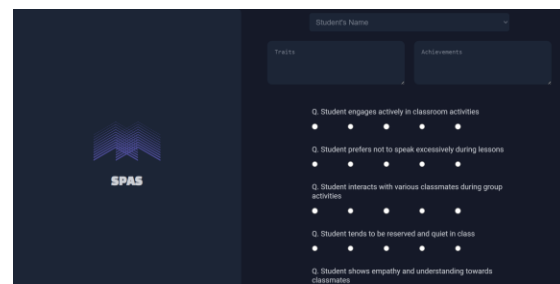 Student's Name
Traits
Achievements
Q. Student engages actively in classroom activities
Q. Student prefers not to speak excessively during lessons
SPAS
Q. Student interacts with various classmates during group
activities
Q. Student tends to be reserved and quiet in class
Q. Student shows empathy and understanding towards
classmates